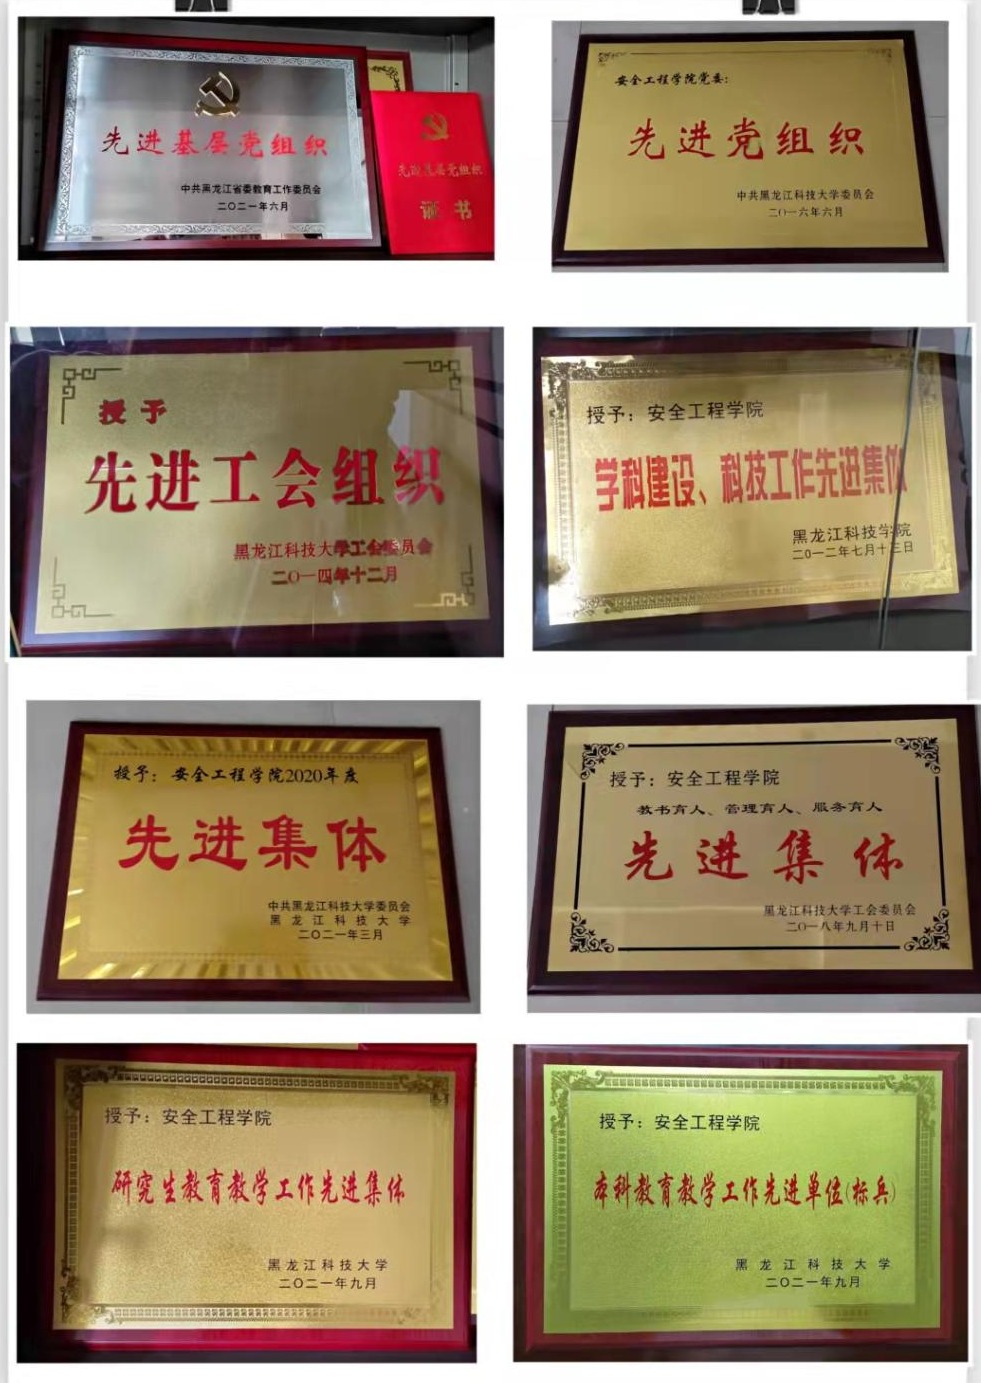 先进基层党组织
中共黑龙江省委教育工作委员会
二〇二一年六月
先进基层党组织
证书
安全工程学院党委:
先进党组织
中共黑龙江科技大学委员会
二〇一六年六月
授予
先进工会组织
黑龙江科技大学工会委员会
二〇一四年十二月
授予：安全工程学院
学科建设、科技工作先进集体
黑龙江科技学院
二〇一二年七月十三日
授予：安全工程学院2020年度
先进集体
中共黑龙江科技大学委员会
黑龙江科技大学
二〇二一年三月
授予：安全工程学院
教书育人、管理育人、服务育人
先进集体
黑龙江科技大学工会委员会
二〇一八年九月十日
授予：安全工程学院
研究生教育教学工作先进集体
黑龙江科技大学
二〇二一年九月
授予：安全工程学院
本科教育教学工作先进单位(标兵)
黑龙江科技大学
二〇二一年九月